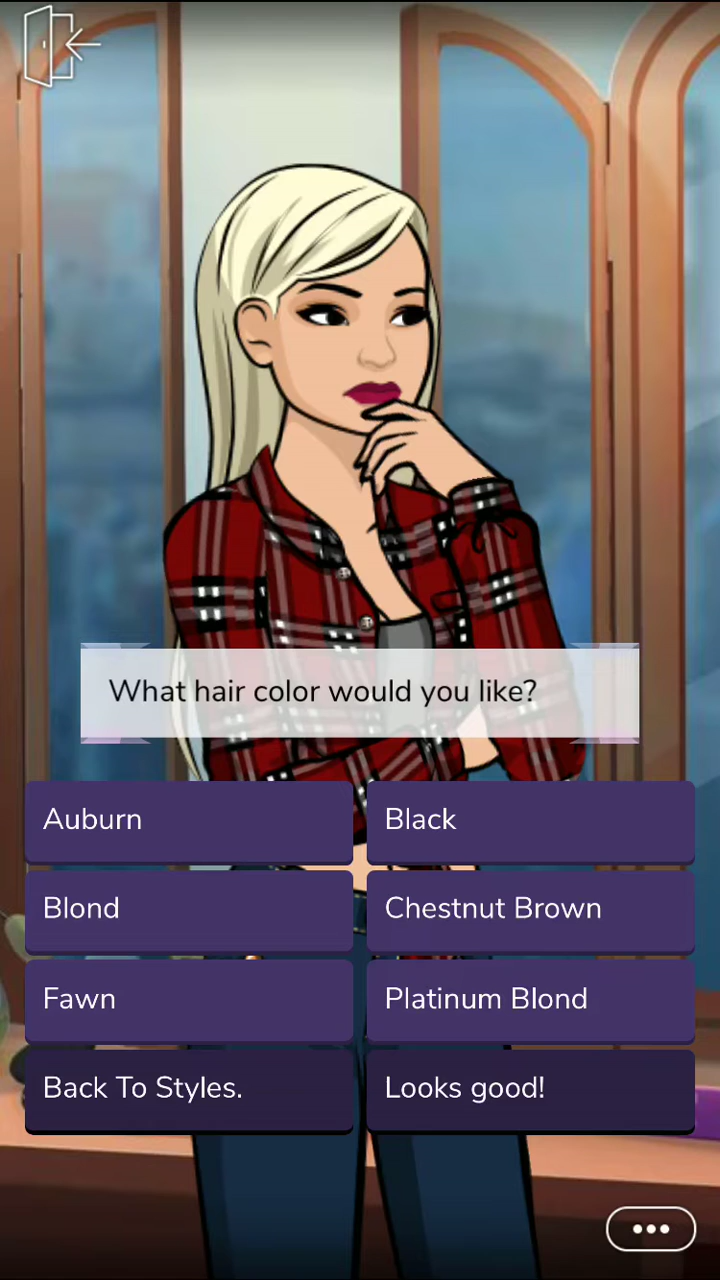 What hair color would you like?
Auburn
Black
Blond
Chestnut Brown
Fawn
Platinum Blond
Back To Styles.
Looks good!